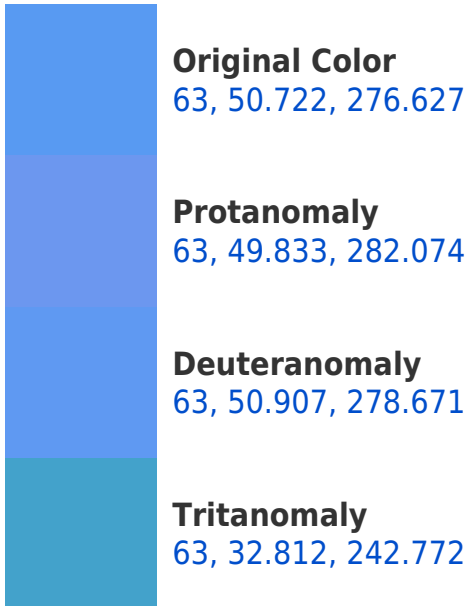 Original Color
63, 50.722, 276.627
Protanomaly
63, 49.833, 282.074
Deuteranomaly
63, 50.907, 278.671
Tritanomaly
63, 32.812, 242.772